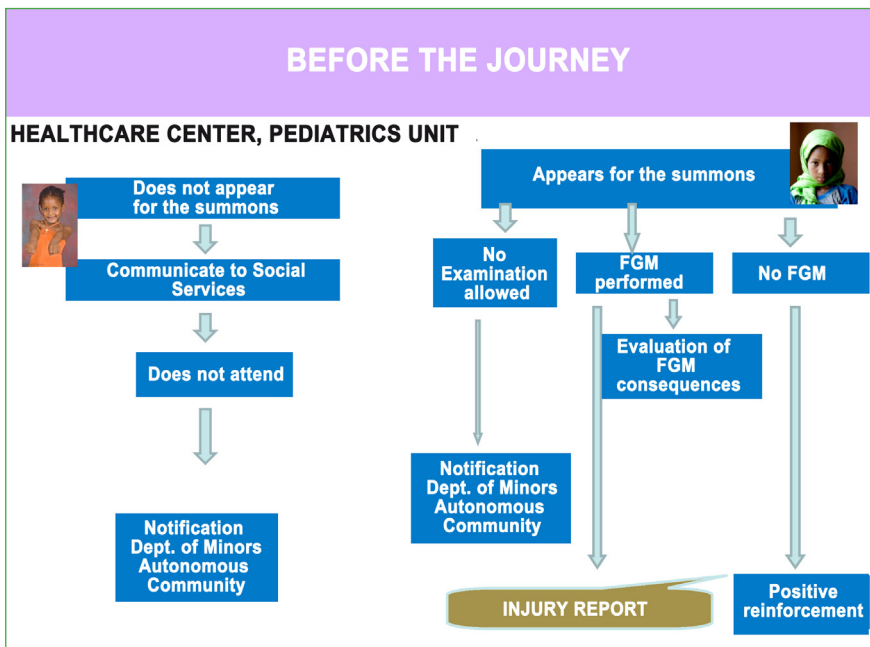 BEFORE THE JOURNEY
HEALTHCARE CENTER, PEDIATRICS UNIT
Does not appear
for the summons
Communicate to Social
Services
Does not attend
Notification
Dept. of Minors
Autonomous
Community
Appears for the summons
No
Examination
allowed
Notification
Dept. of Minors
Autonomous
Community
FGM
performed
Evaluation of
FGM
consequences
INJURY REPORT
No FGM
Positive
reinforcement